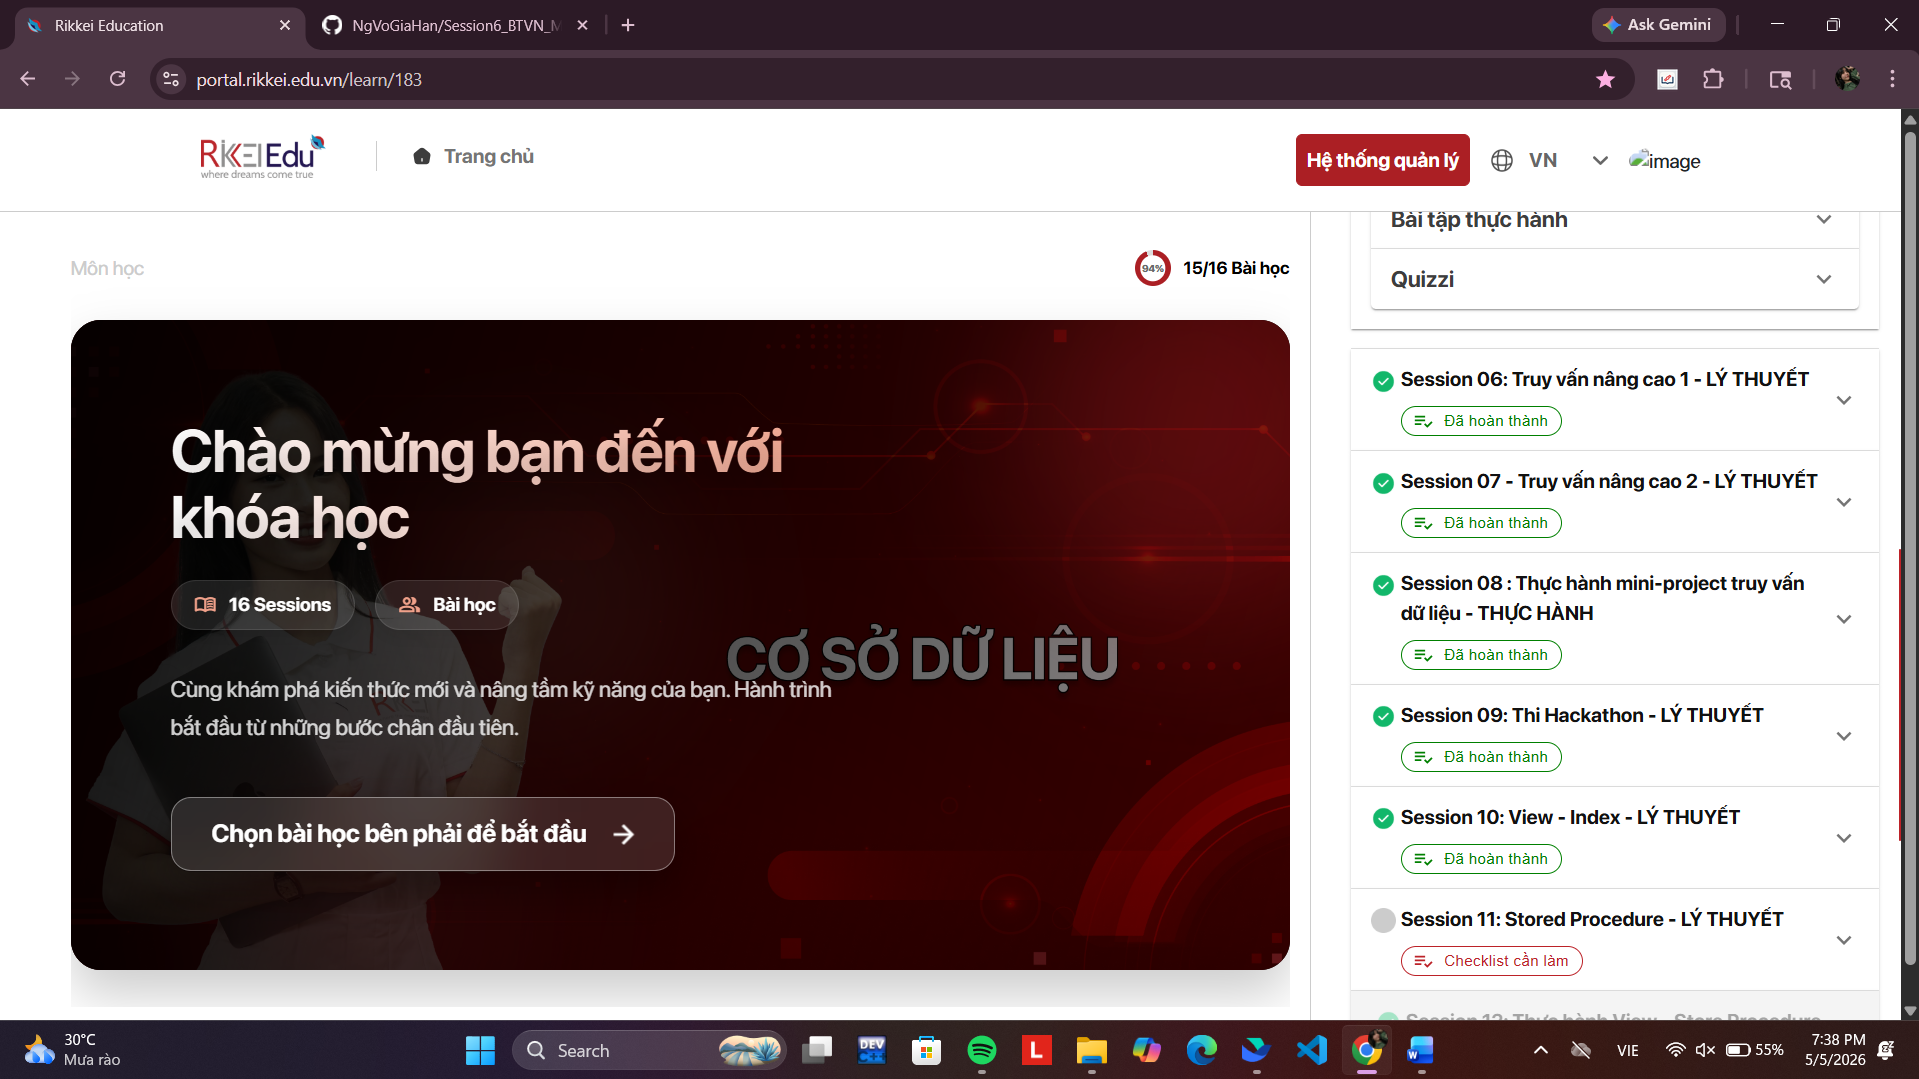 Rikkei Education
NgVoGiaHan/Session6_BTVN_M
Ask Gemini
portal.rikkei.edu.vn/learn/183
RikkeiEdu
where dreams come true
Trang chủ
Hệ thống quản lý
VN
image
Môn học
94%
15/16 Bài học
Chào mừng bạn đến với
khóa học
16 Sessions
Bài học
CƠ SỞ DỮ LIỆU
Cùng khám phá kiến thức mới và nâng tầm kỹ năng của bạn. Hành trình
bắt đầu từ những bước chân đầu tiên.
Chọn bài học bên phải để bắt đầu
Bài tập thực hành
Quizzi
Session 06: Truy vấn nâng cao 1 - LÝ THUYẾT
Đã hoàn thành
Session 07 - Truy vấn nâng cao 2 - LÝ THUYẾT
Đã hoàn thành
Session 08 : Thực hành mini-project truy vấn
dữ liệu - THỰC HÀNH
Đã hoàn thành
Session 09: Thi Hackathon - LÝ THUYẾT
Đã hoàn thành
Session 10: View - Index - LÝ THUYẾT
Đã hoàn thành
Session 11: Stored Procedure - LÝ THUYẾT
Checklist cần làm
Session 12: Thực hành View - Store Procedure
30°C
Mưa rào
Search
DEV
C++
L
W
VIE
55%
7:38 PM
5/5/2026